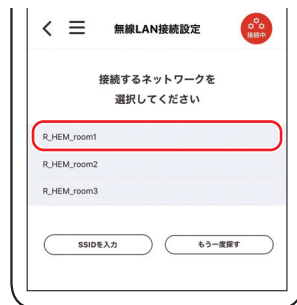 無線LAN接続設定
接続中
接続するネットワークを
選択してください
R_HEM_room1
R_HEM_room2
R_HEM_room3
SSIDを入力
もう一度探す